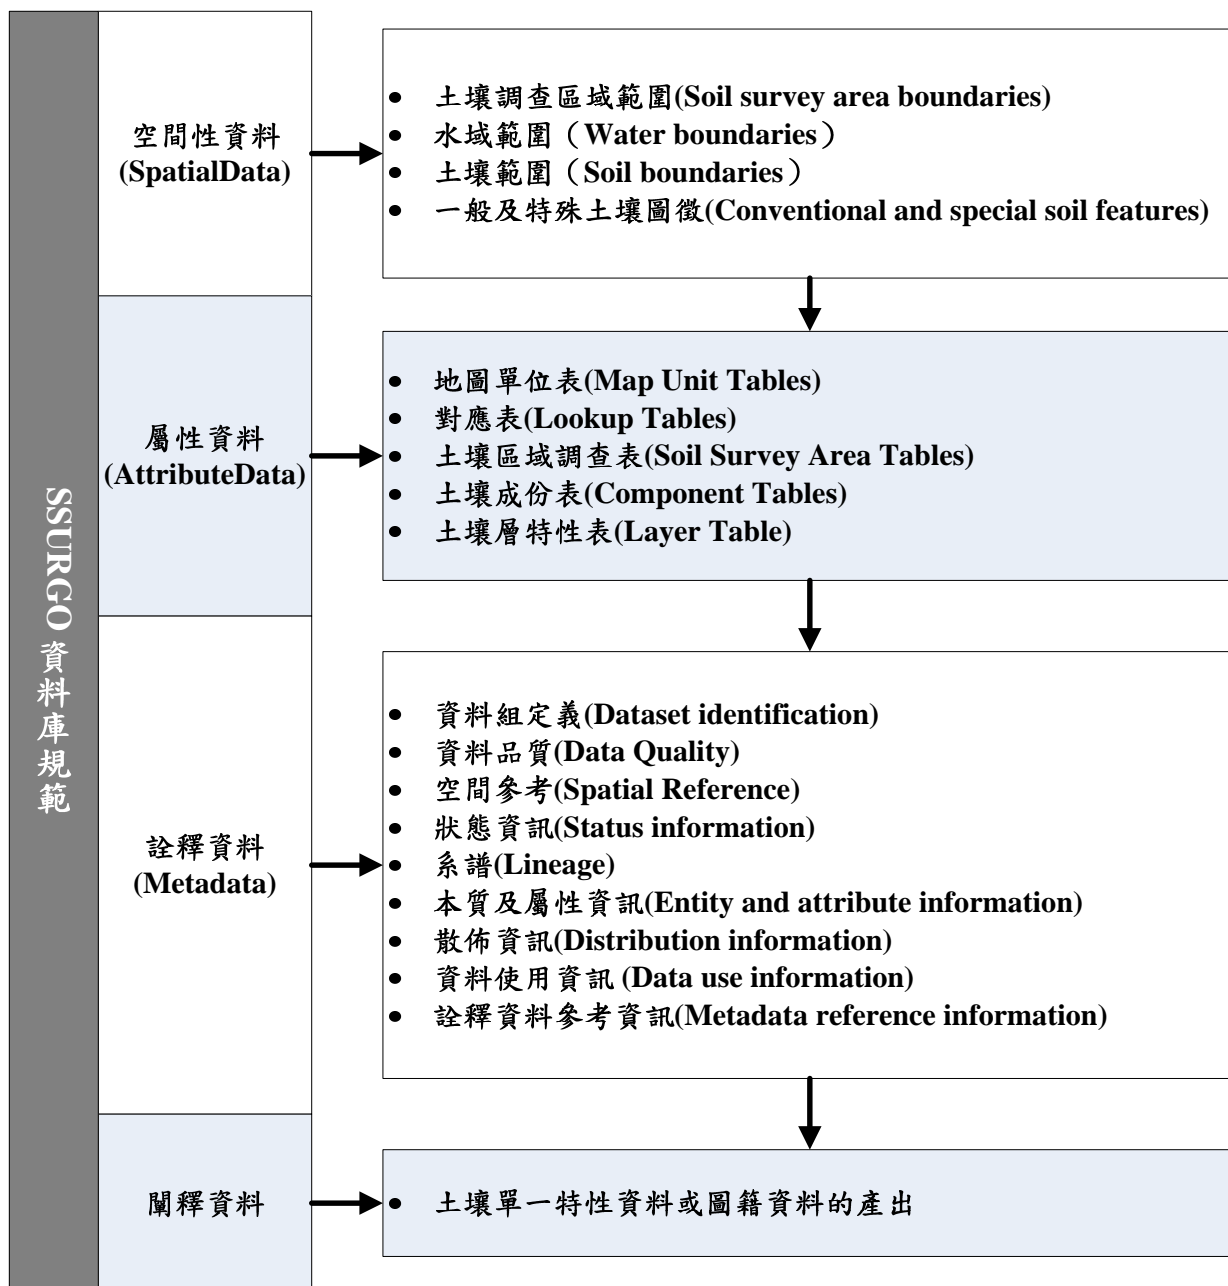 SSURGO 資料庫規範
空間性資料
(SpatialData)
• 土壤調查區域範圍(Soil survey area boundaries)
• 水域範圍（Water boundaries）
• 土壤範圍（Soil boundaries）
• 一般及特殊土壤圖徵(Conventional and special soil features)
屬性資料
(AttributeData)
• 地圖單位表(Map Unit Tables)
• 對應表(Lookup Tables)
• 土壤區域調查表(Soil Survey Area Tables)
• 土壤成份表(Component Tables)
• 土壤層特性表(Layer Table)
詮釋資料
(Metadata)
• 資料組定義(Dataset identification)
• 資料品質(Data Quality)
• 空間參考(Spatial Reference)
• 狀態資訊(Status information)
• 系譜(Lineage)
• 本質及屬性資訊(Entity and attribute information)
• 散佈資訊(Distribution information)
• 資料使用資訊 (Data use information)
• 詮釋資料參考資訊(Metadata reference information)
闡釋資料
• 土壤單一特性資料或圖籍資料的產出